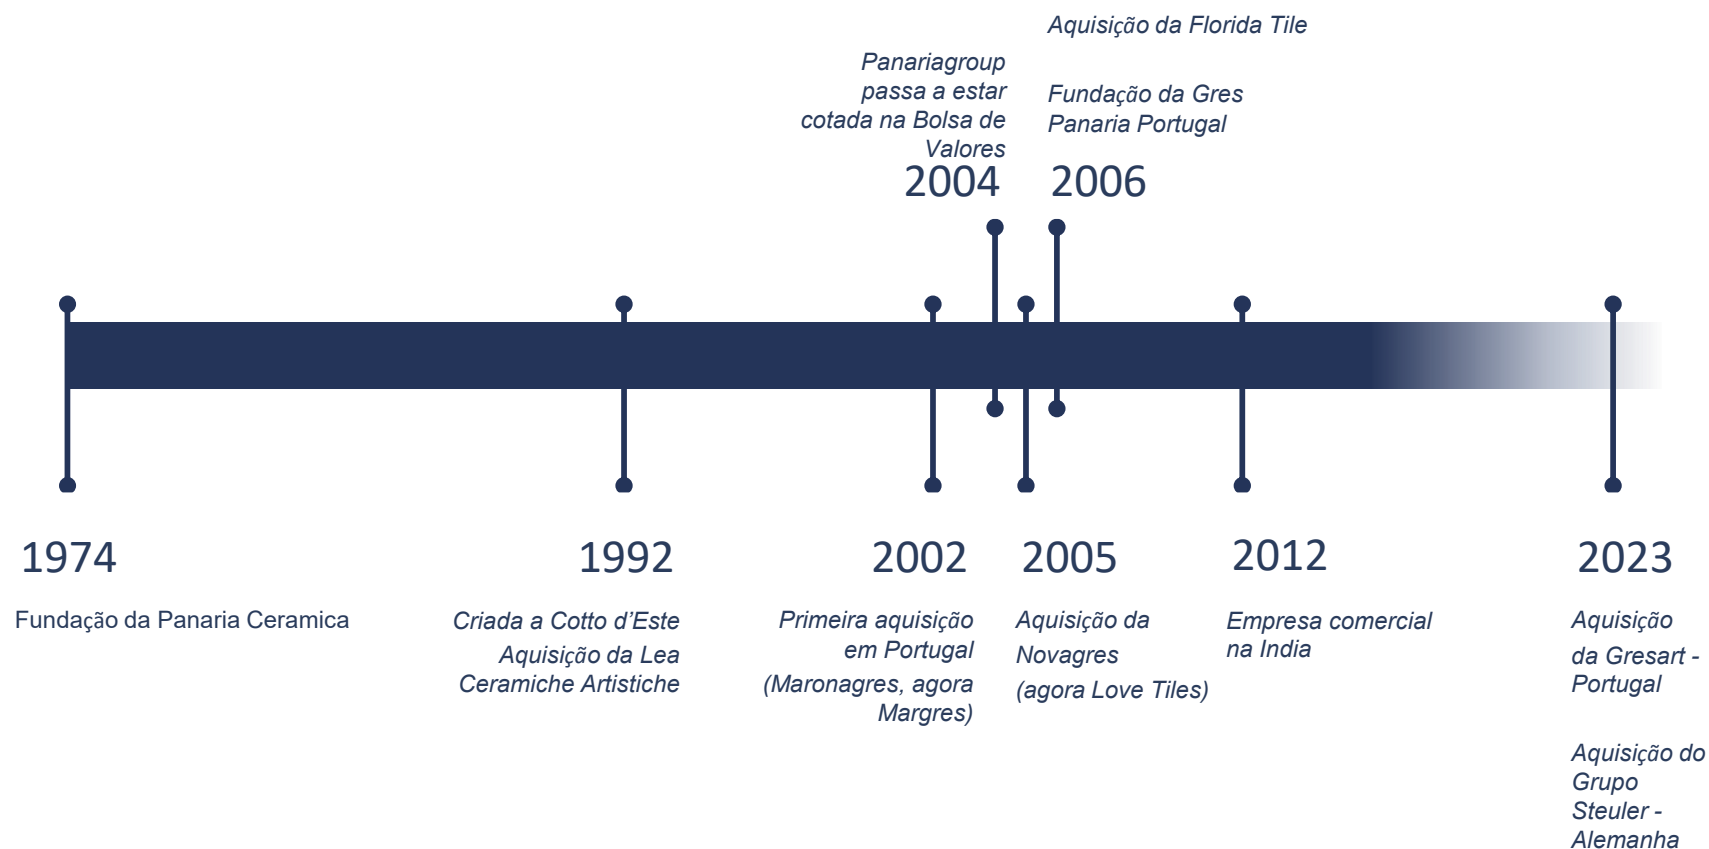 Aquisição da Florida Tile
Panariagroup
passa a estar
cotada na Bolsa de
Valores
Fundação da Gres
Panaria Portugal
2004
2006
1974
1992
2002
2005
2012
2023
Fundação da Panaria Ceramica
Criada a Cotto d’Este
Aquisição da Lea
Ceramiche Artistiche
Primeira aquisição
em Portugal
(Maronagres, agora
Margres)
Aquisição da
Novagres
(agora Love Tiles)
Empresa comercial
na India
Aquisição
da Gresart -
Portugal
Aquisição do
Grupo
Steuler -
Alemanha